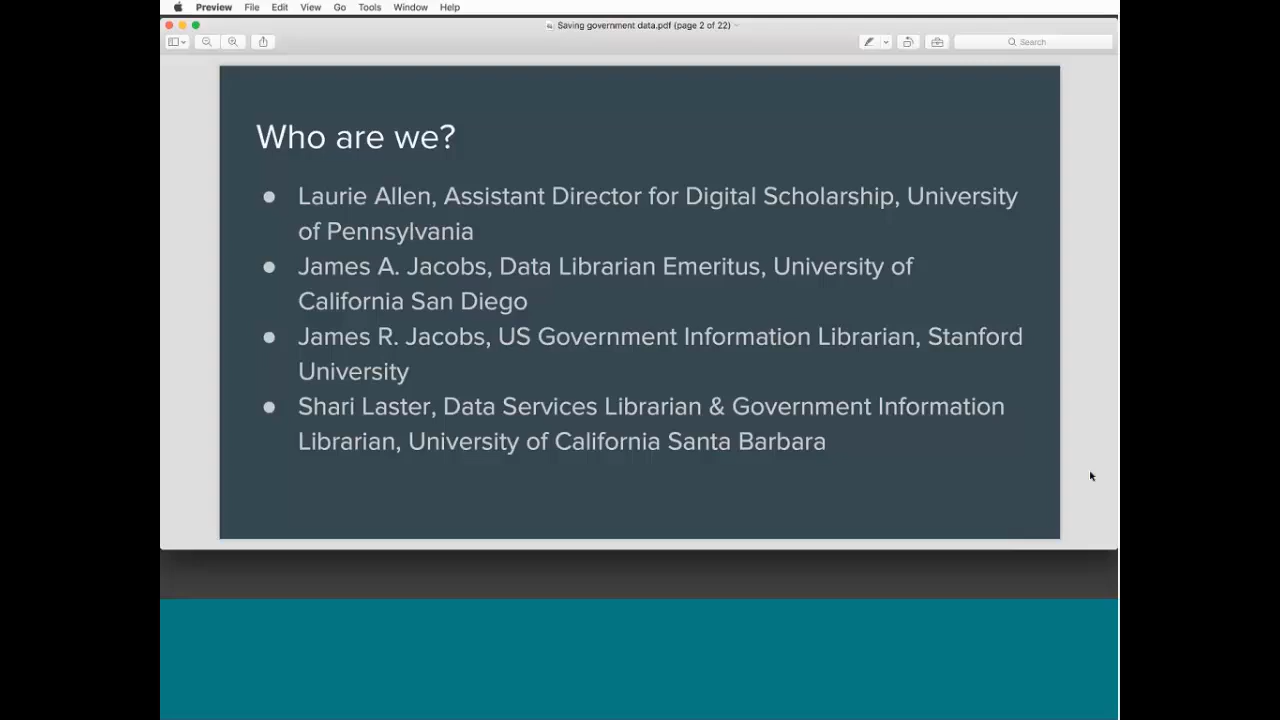 Preview File Edit View Go Tools Window Help
Saving government data.pdf (page 2 of 22)
Search
Who are we?
● Laurie Allen, Assistant Director for Digital Scholarship, University
of Pennsylvania
● James A. Jacobs, Data Librarian Emeritus, University of
California San Diego
● James R. Jacobs, US Government Information Librarian, Stanford
University
● Shari Laster, Data Services Librarian & Government Information
Librarian, University of California Santa Barbara